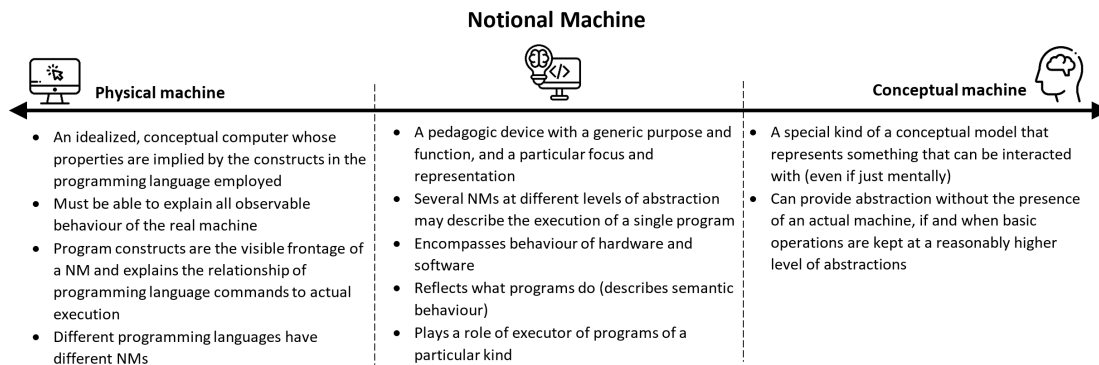 Notional Machine
Physical machine
</>
Conceptual machine
• An idealized, conceptual computer whose
properties are implied by the constructs in the
programming language employed
• Must be able to explain all observable
behaviour of the real machine
• Program constructs are the visible frontage of
a NM and explains the relationship of
programming language commands to actual
execution
• Different programming languages have
different NMs
• A pedagogic device with a generic purpose and
function, and a particular focus and
representation
• Several NMs at different levels of abstraction
may describe the execution of a single program
• Encompasses behaviour of hardware and
software
• Reflects what programs do (describes semantic
behaviour)
• Plays a role of executor of programs of a
particular kind
• A special kind of a conceptual model that
represents something that can be interacted
with (even if just mentally)
• Can provide abstraction without the presence
of an actual machine, if and when basic
operations are kept at a reasonably higher
level of abstractions